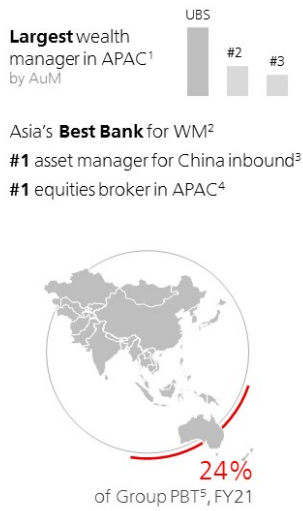 UBS
Largest wealth
manager in APAC¹
by AuM
#2
#3
Asia's Best Bank for WM²
#1 asset manager for China inbound³
#1 equities broker in APAC⁴
24%
of Group PBT⁵, FY21